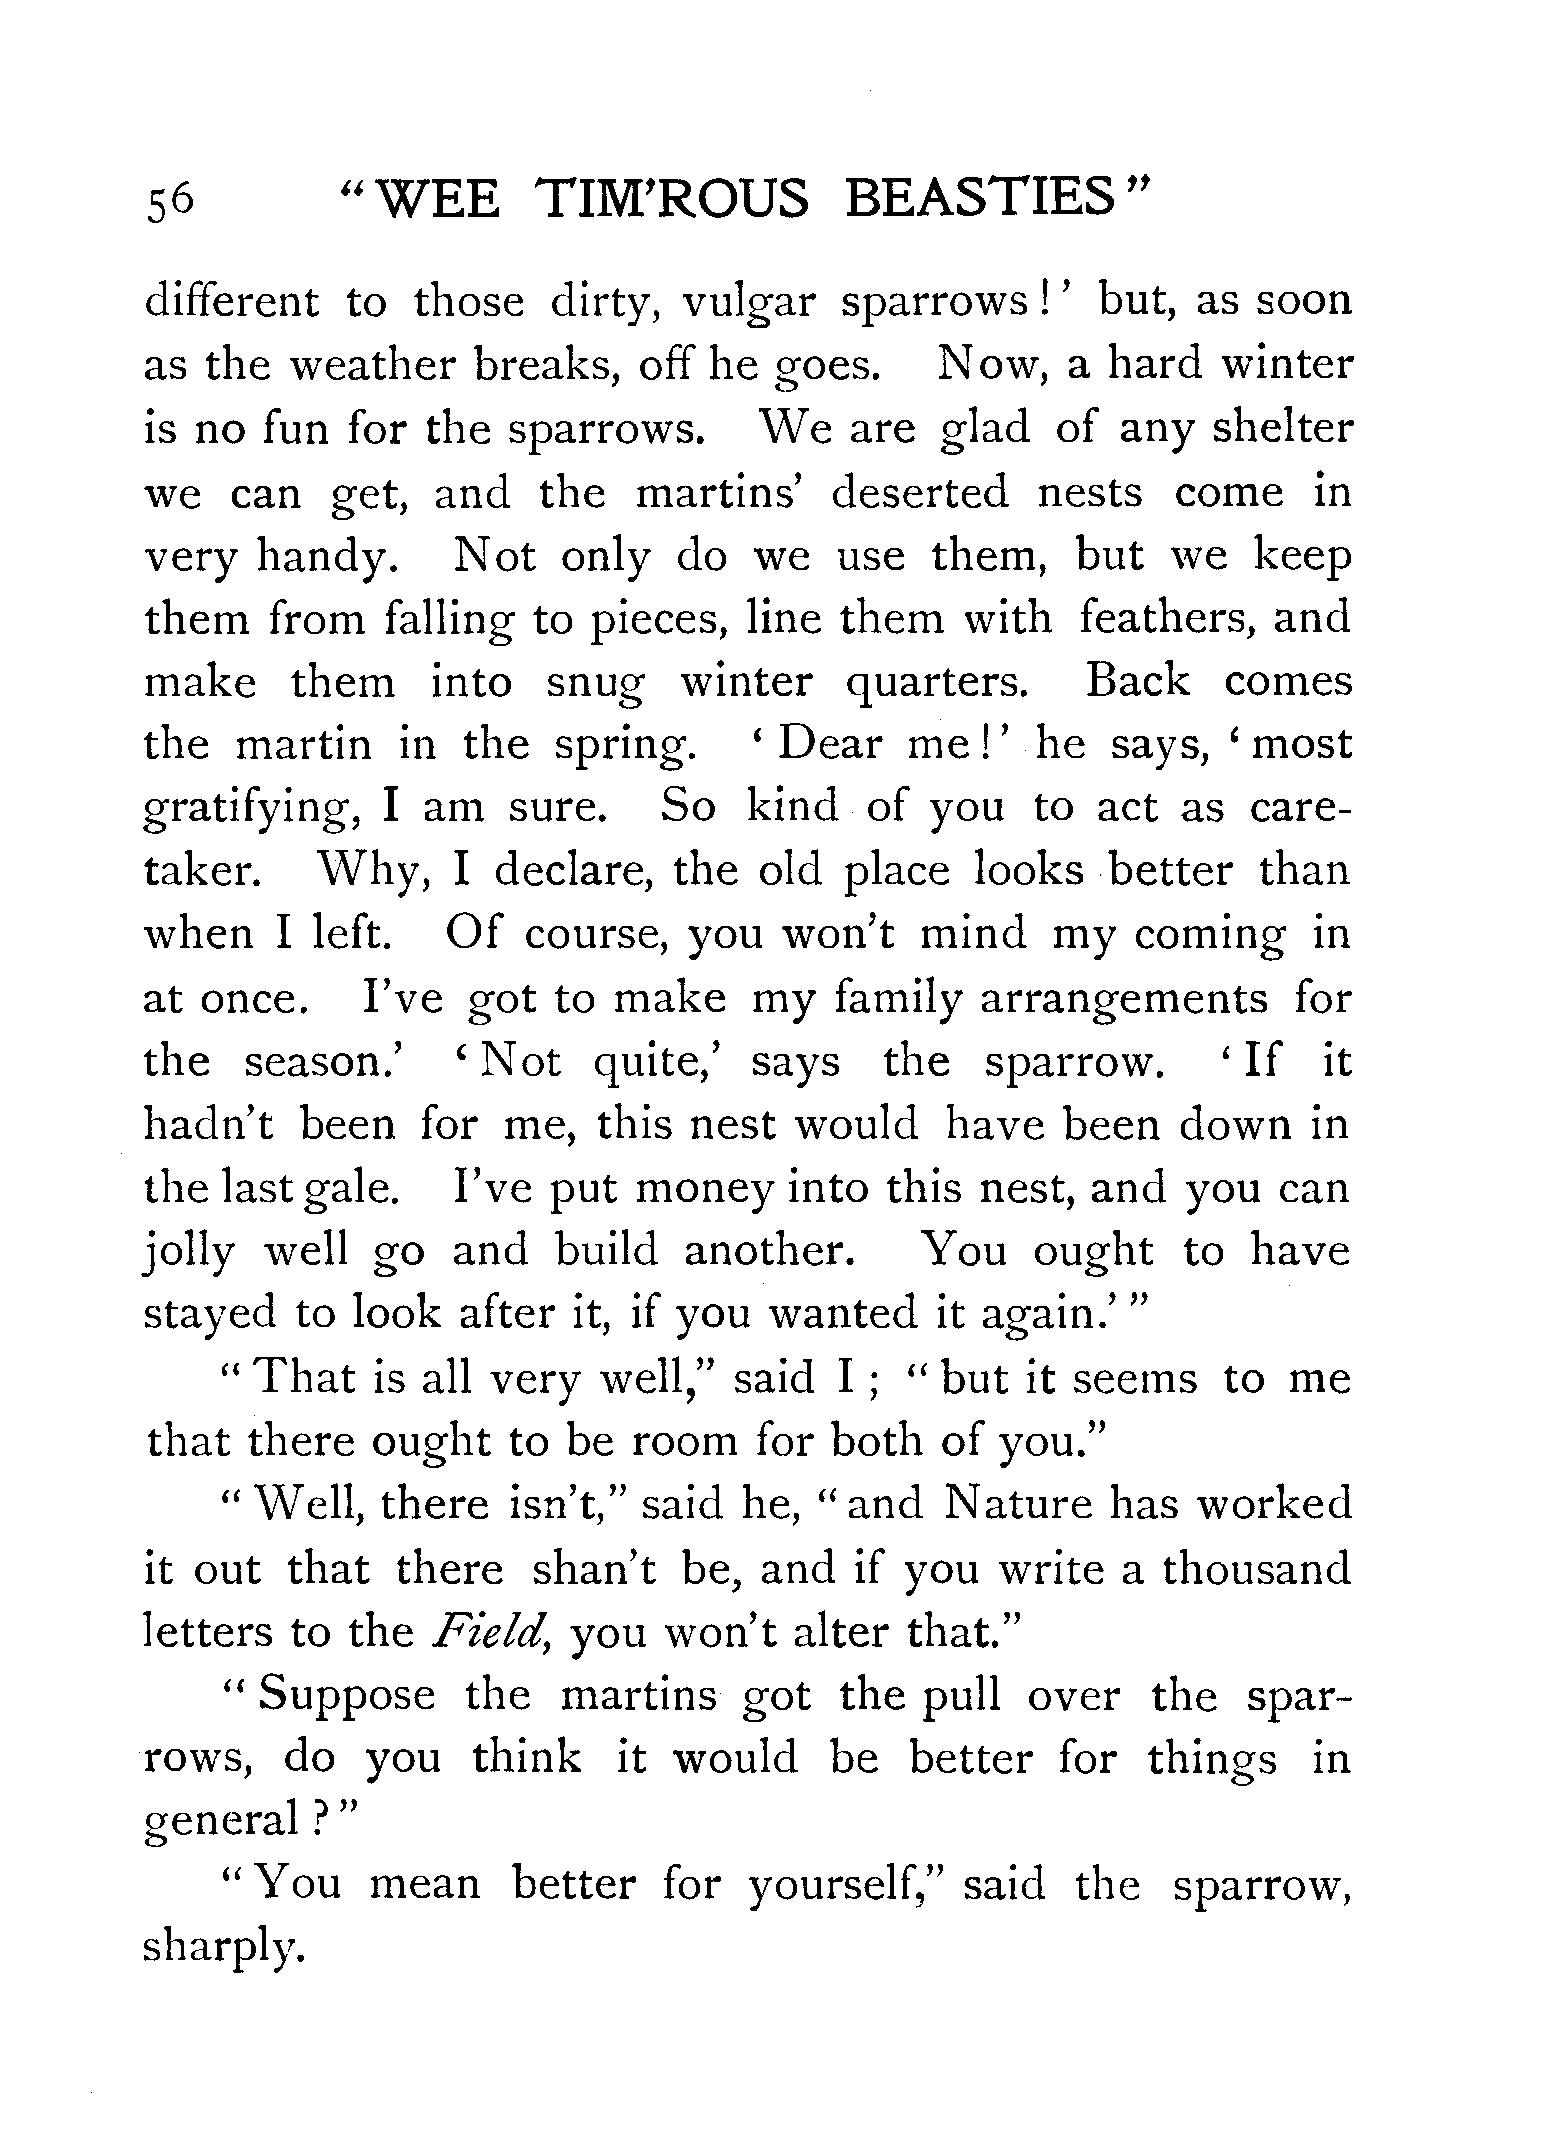 56 "WEE TIM'ROUS BEASTIES"
different to those dirty, vulgar sparrows!' but, as soon
as the weather breaks, off he goes. Now, a hard winter
is no fun for the sparrows. We are glad of any shelter
we can get, and the martins' deserted nests come in
very handy. Not only do we use them, but we keep
them from falling to pieces, line them with feathers, and
make them into snug winter quarters. Back comes
the martin in the spring. 'Dear me!' he says, 'most
gratifying, I am sure. So kind of you to act as care-
taker. Why, I declare, the old place looks better than
when I left. Of course, you won't mind my coming in
at once. I've got to make my family arrangements for
the season.' 'Not quite,' says the sparrow. 'If it
hadn't been for me, this nest would have been down in
the last gale. I've put money into this nest, and you can
jolly well go and build another. You ought to have
stayed to look after it, if you wanted it again.'"
"That is all very well," said I; "but it seems to me
that there ought to be room for both of you."
"Well, there isn't," said he, "and Nature has worked
it out that there shan't be, and if you write a thousand
letters to the Field, you won't alter that."
"Suppose the martins got the pull over the spar-
rows, do you think it would be better for things in
general?"
"You mean better for yourself," said the sparrow,
sharply.